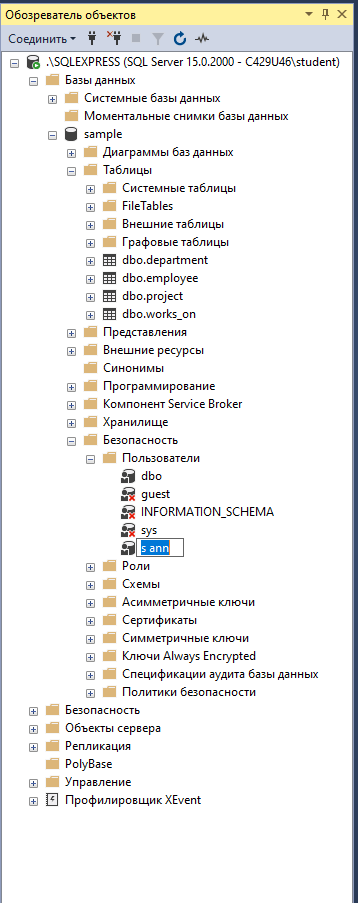 Обозреватель объектов
Соединить
.\SQLEXPRESS (SQL Server 15.0.2000 - C429U46\student)
Базы данных
Системные базы данных
Моментальные снимки базы данных
sample
Диаграммы баз данных
Таблицы
Системные таблицы
FileTables
Внешние таблицы
Графовые таблицы
dbo.department
dbo.employee
dbo.project
dbo.works_on
Представления
Внешние ресурсы
Синонимы
Программирование
Компонент Service Broker
Хранилище
Безопасность
Пользователи
dbo
guest
INFORMATION_SCHEMA
sys
s ann
Роли
Схемы
Асимметричные ключи
Сертификаты
Симметричные ключи
Ключи Always Encrypted
Спецификации аудита базы данных
Политики безопасности
Безопасность
Объекты сервера
Репликация
PolyBase
Управление
Профилировщик XEvent